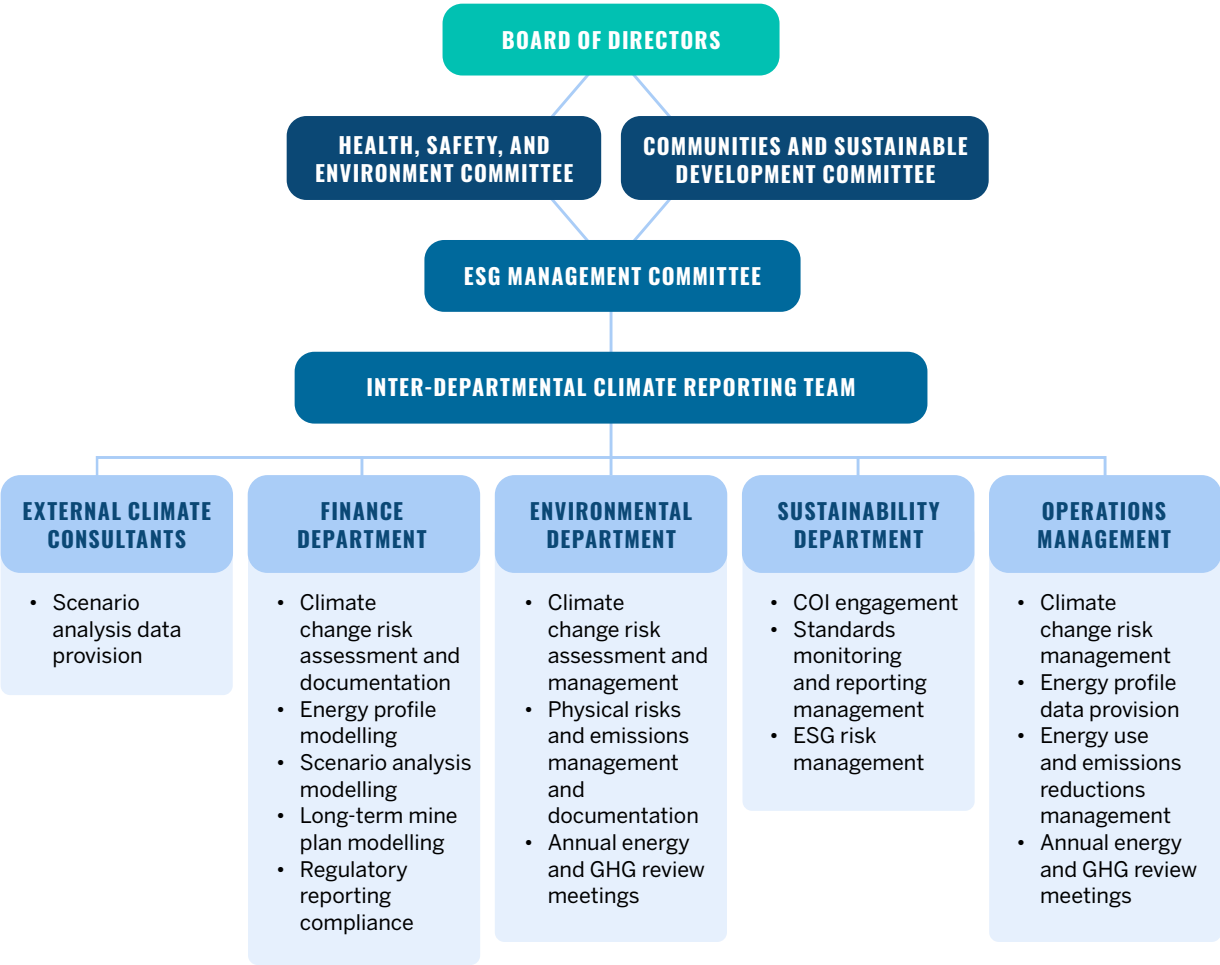 BOARD OF DIRECTORS
HEALTH, SAFETY, AND
ENVIRONMENT COMMITTEE
COMMUNITIES AND SUSTAINABLE
DEVELOPMENT COMMITTEE
ESG MANAGEMENT COMMITTEE
INTER-DEPARTMENTAL CLIMATE REPORTING TEAM
EXTERNAL CLIMATE
CONSULTANTS
• Scenario
analysis data
provision
FINANCE
DEPARTMENT
• Climate
change risk
assessment and
documentation
• Energy profile
modelling
• Scenario analysis
modelling
• Long-term mine
plan modelling
• Regulatory
reporting
compliance
ENVIRONMENTAL
DEPARTMENT
• Climate
change risk
assessment and
management
• Physical risks
and emissions
management
and
documentation
• Annual energy
and GHG review
meetings
SUSTAINABILITY
DEPARTMENT
• COI engagement
• Standards
monitoring
and reporting
management
• ESG risk
management
OPERATIONS
MANAGEMENT
• Climate
change risk
management
• Energy profile
data provision
• Energy use
and emissions
reductions
management
• Annual energy
and GHG review
meetings